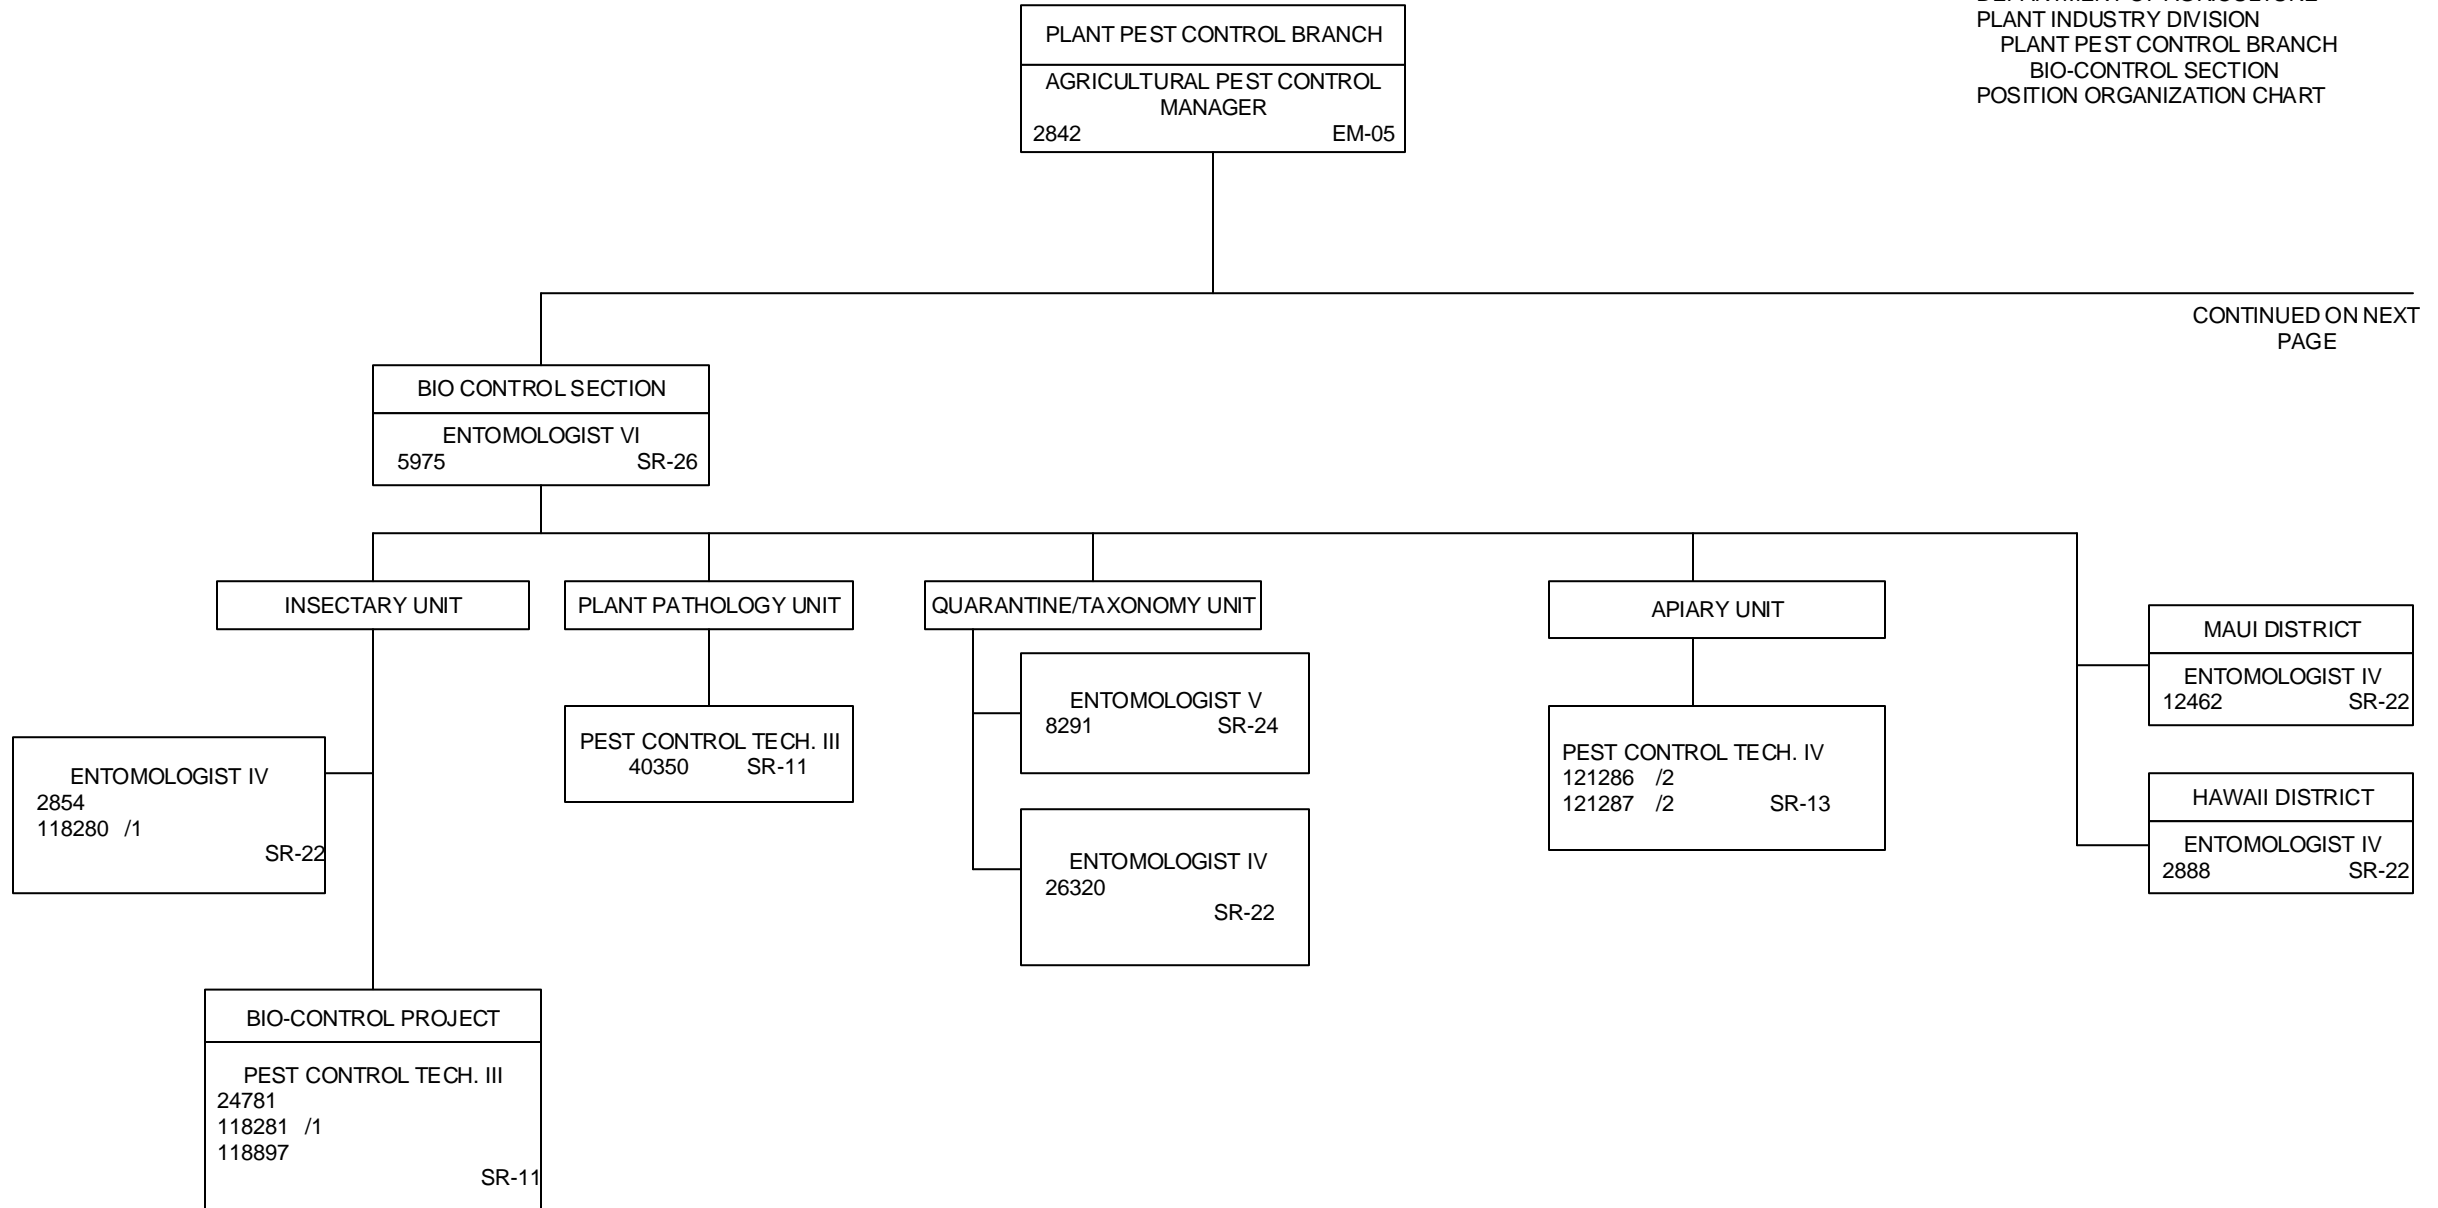 DEPARTMENT OF AGRICULTURE
PLANT INDUSTRY DIVISION
PLANT PEST CONTROL BRANCH
BIO-CONTROL SECTION
POSITION ORGANIZATION CHART
PLANT PEST CONTROL BRANCH
AGRICULTURAL PEST CONTROL
MANAGER
2842 EM-05
CONTINUED ON NEXT
PAGE
BIO CONTROL SECTION
ENTOMOLOGIST VI
5975 SR-26
INSECTARY UNIT
ENTOMOLOGIST IV
2854
118280 /1
SR-22
BIO-CONTROL PROJECT
PEST CONTROL TECH. III
24781
118281 /1
118897
SR-11
PLANT PATHOLOGY UNIT
PEST CONTROL TECH. III
40350 SR-11
QUARANTINE/TAXONOMY UNIT
ENTOMOLOGIST V
8291 SR-24
ENTOMOLOGIST IV
26320
SR-22
APIARY UNIT
PEST CONTROL TECH. IV
121286 /2
121287 /2 SR-13
MAUI DISTRICT
ENTOMOLOGIST IV
12462 SR-22
HAWAII DISTRICT
ENTOMOLOGIST IV
2888 SR-22